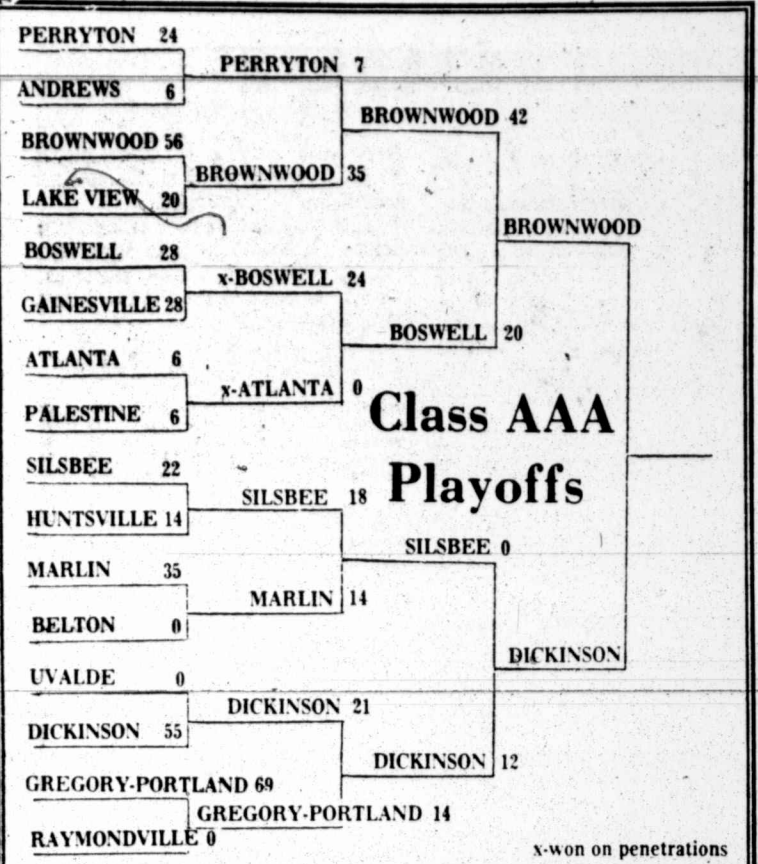 PERRYTON 24
ANDREWS 6
BROWNWOOD 56
LAKE VIEW 20
BOSWELL 28
GAINESVILLE 28
ATLANTA 6
PALESTINE 6
SILSBEE 22
HUNTSVILLE 14
MARLIN 35
BELTON 0
UVALDE 0
DICKINSON 55
GREGORY-PORTLAND 69
RAYMONDVILLE 0
PERRYTON 7
BROWNWOOD 35
x-BOSWELL 24
x-ATLANTA 0
SILSBEE 18
MARLIN 14
DICKINSON 21
GREGORY-PORTLAND 14
BROWNWOOD 42
BOSWELL 20
SILSBEE 0
DICKINSON 12
BROWNWOOD
DICKINSON
Class AAA
Playoffs
x-won on penetrations